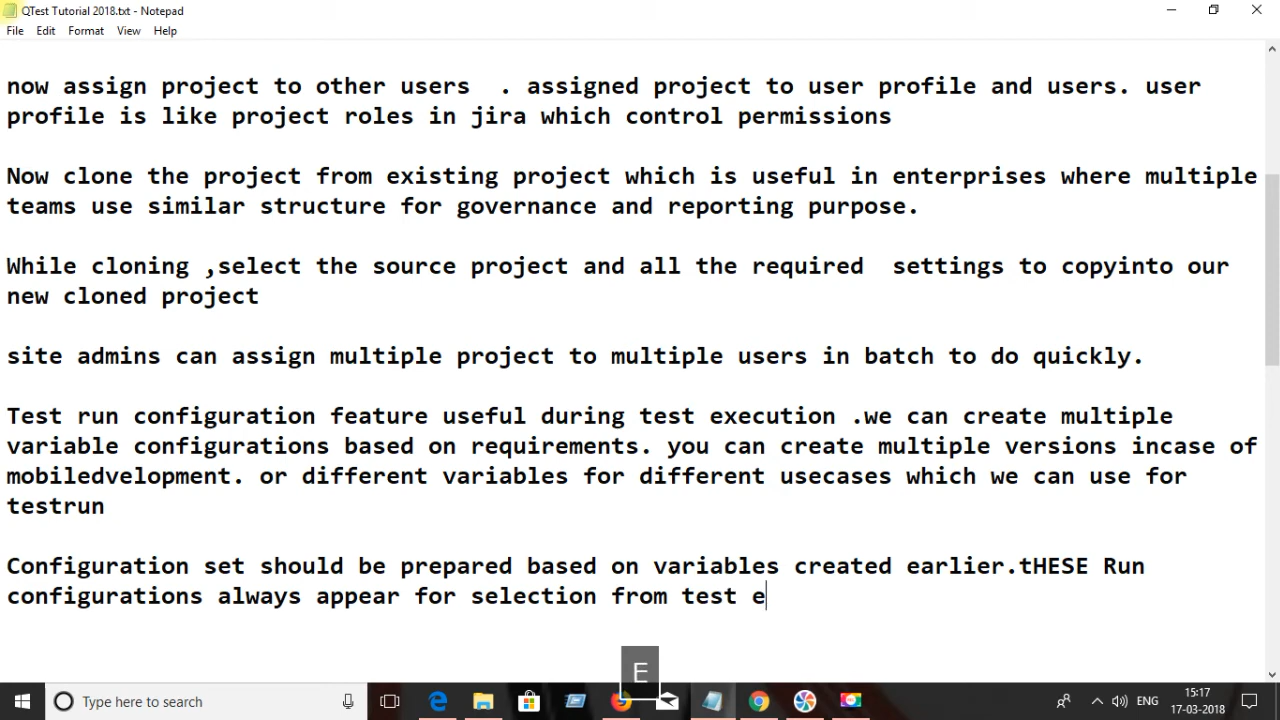 QTest Tutorial 2018.txt - Notepad
File Edit Format View Help
now assign project to other users  . assigned project to user profile and users. user
profile is like project roles in jira which control permissions
Now clone the project from existing project which is useful in enterprises where multiple
teams use similar structure for governance and reporting purpose.
While cloning ,select the source project and all the required  settings to copyinto our
new cloned project
site admins can assign multiple project to multiple users in batch to do quickly.
Test run configuration feature useful during test execution .we can create multiple
variable configurations based on requirements. you can create multiple versions incase of
mobiledvelopment. or different variables for different usecases which we can use for
testrun
Configuration set should be prepared based on variables created earlier.tHESE Run
configurations always appear for selection from test e
E
Type here to search
ENG
15:17
17-03-2018